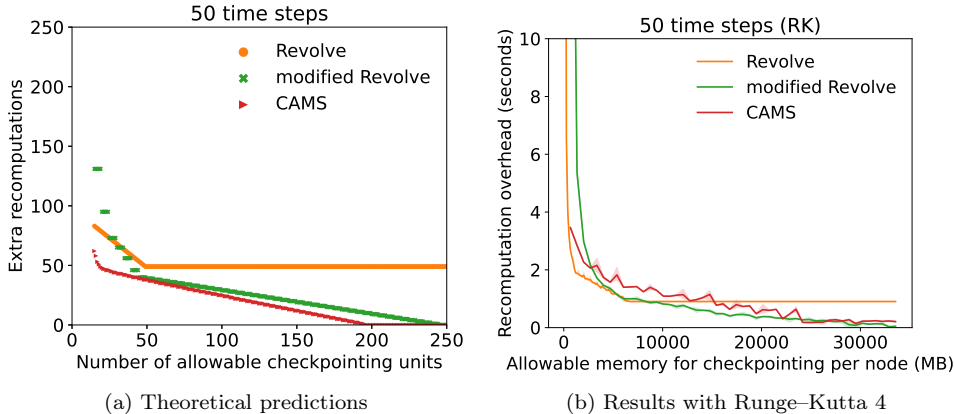 50 time steps
250
200
150
100
50
0
Revolve
modified Revolve
CAMS
Extra recomputations
0 50 100 150 200 250
Number of allowable checkpointing units
(a) Theoretical predictions
50 time steps (RK)
10
8
6
4
2
0
Revolve
modified Revolve
CAMS
Recomputation overhead (seconds)
0 10000 20000 30000
Allowable memory for checkpointing per node (MB)
(b) Results with Runge–Kutta 4